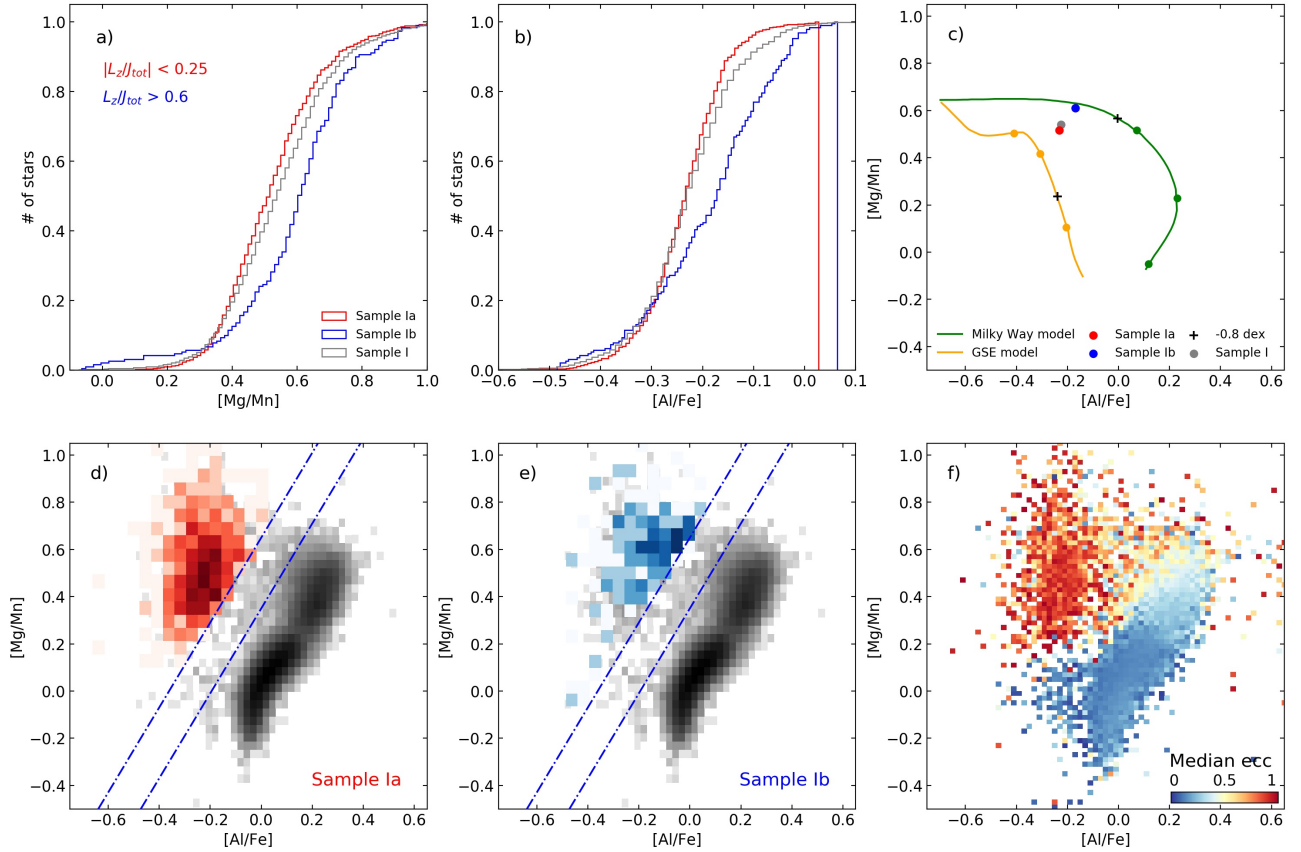 a)
|L_z/J_tot| < 0.25
L_z/J_tot > 0.6
Sample Ia
Sample Ib
Sample I
# of stars
1.0
0.8
0.6
0.4
0.2
0.0
0.0 0.2 0.4 0.6 0.8 1.0
[Mg/Mn]
b)
# of stars
1.0
0.8
0.6
0.4
0.2
0.0
−0.6 −0.5 −0.4 −0.3 −0.2 −0.1 0.0 0.1
[Al/Fe]
c)
[Mg/Mn]
1.0
0.8
0.6
0.4
0.2
0.0
−0.2
−0.4
Milky Way model Sample Ia -0.8 dex
GSE model Sample Ib Sample I
−0.6 −0.4 −0.2 0.0 0.2 0.4 0.6
[Al/Fe]
d)
[Mg/Mn]
1.0
0.8
0.6
0.4
0.2
0.0
−0.2
−0.4
Sample Ia
−0.6 −0.4 −0.2 0.0 0.2 0.4 0.6
[Al/Fe]
e)
[Mg/Mn]
1.0
0.8
0.6
0.4
0.2
0.0
−0.2
−0.4
Sample Ib
−0.6 −0.4 −0.2 0.0 0.2 0.4 0.6
[Al/Fe]
f)
[Mg/Mn]
1.0
0.8
0.6
0.4
0.2
0.0
−0.2
−0.4
Median ecc
0 0.5 1
−0.6 −0.4 −0.2 0.0 0.2 0.4 0.6
[Al/Fe]